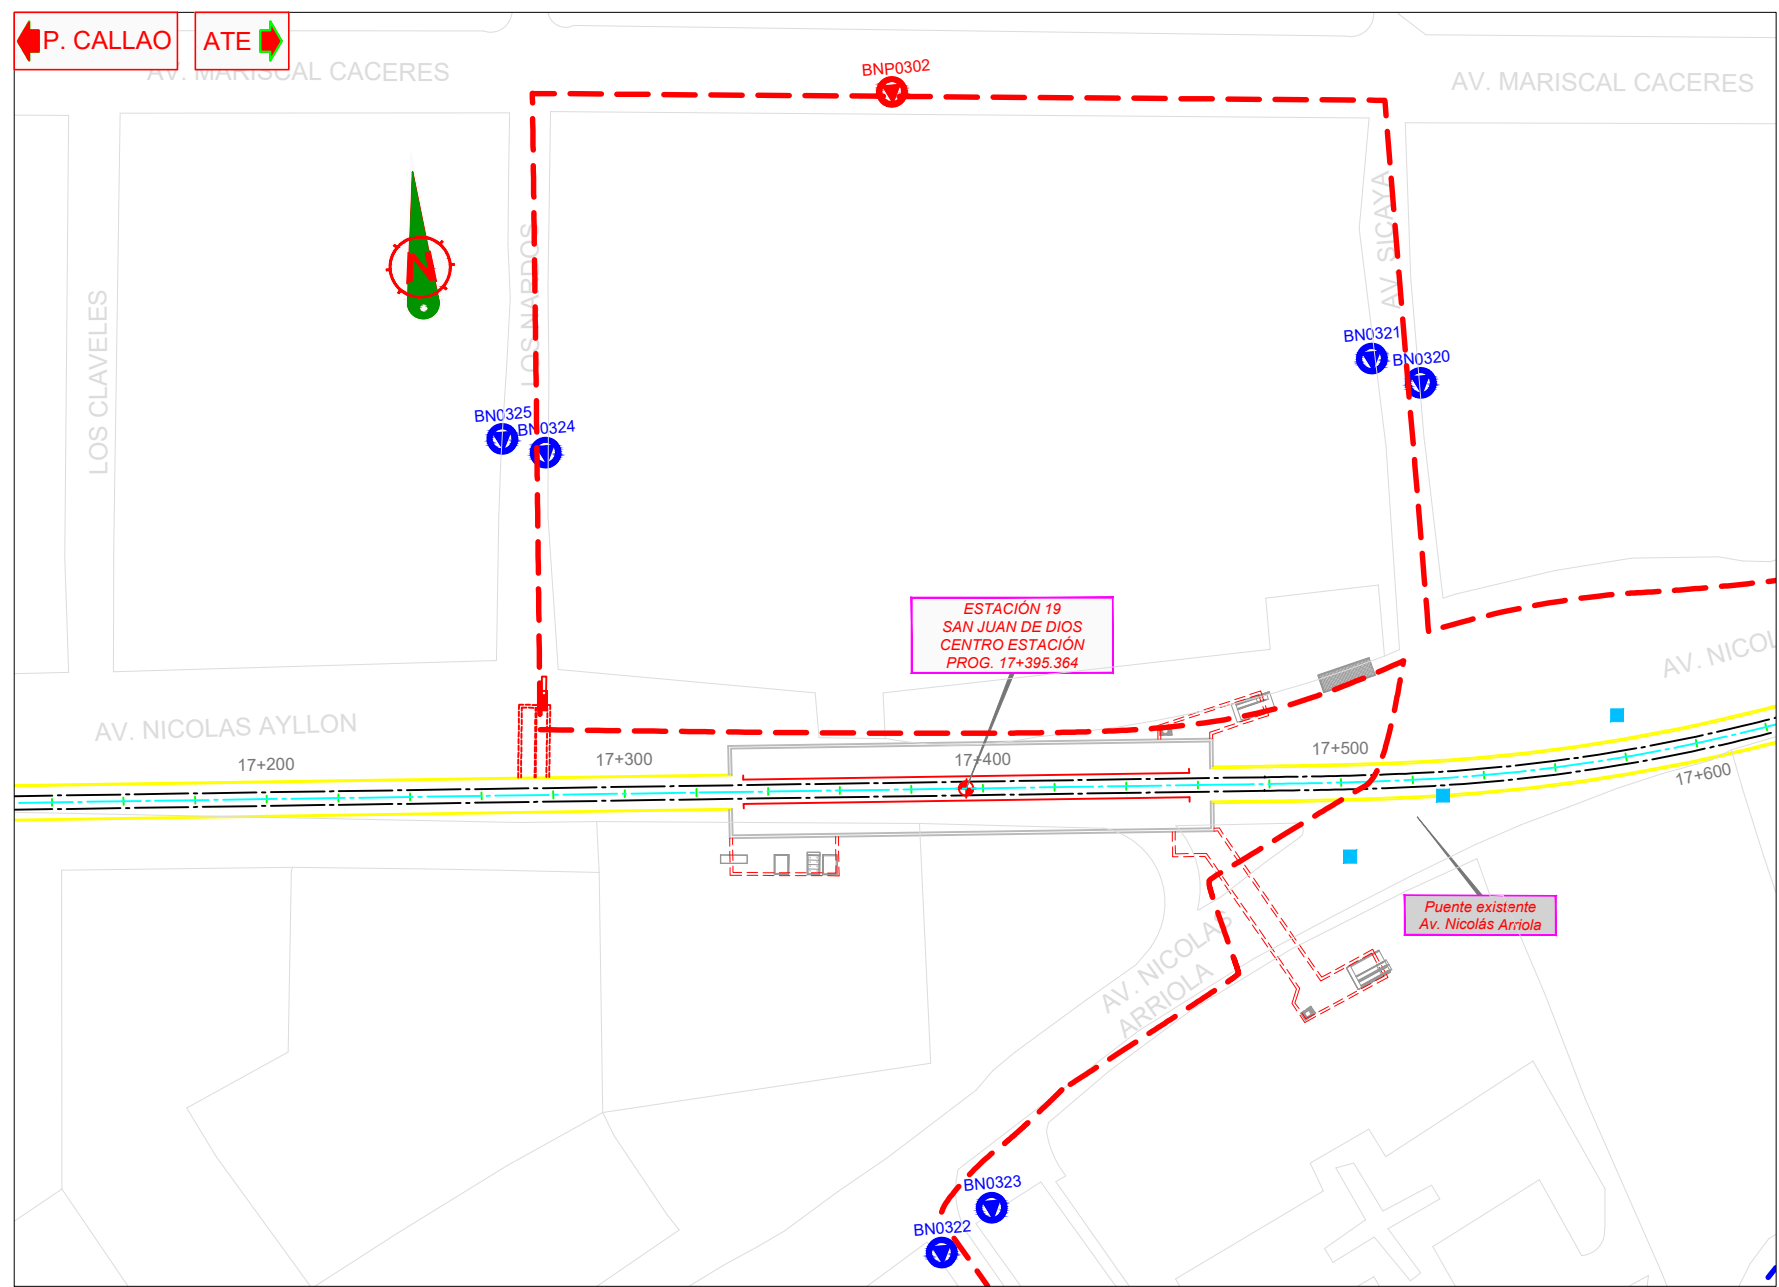 P. CALLAO
ATE
AV. MARISCAL CACERES
BNP0302
AV. MARISCAL CACERES
AV. SICAYA
N
LOS NARDOS
LOS CLAVELES
BN0321
BN0320
BN0325
BN0324
ESTACIÓN 19
SAN JUAN DE DIOS
CENTRO ESTACIÓN
PROG. 17+395.364
AV. NICOL
AV. NICOLAS AYLLON
17+200
17+300
17+400
17+500
17+600
Puente existente
Av. Nicolás Arriola
AV. NICOLAS
ARRIOLA
BN0323
BN0322